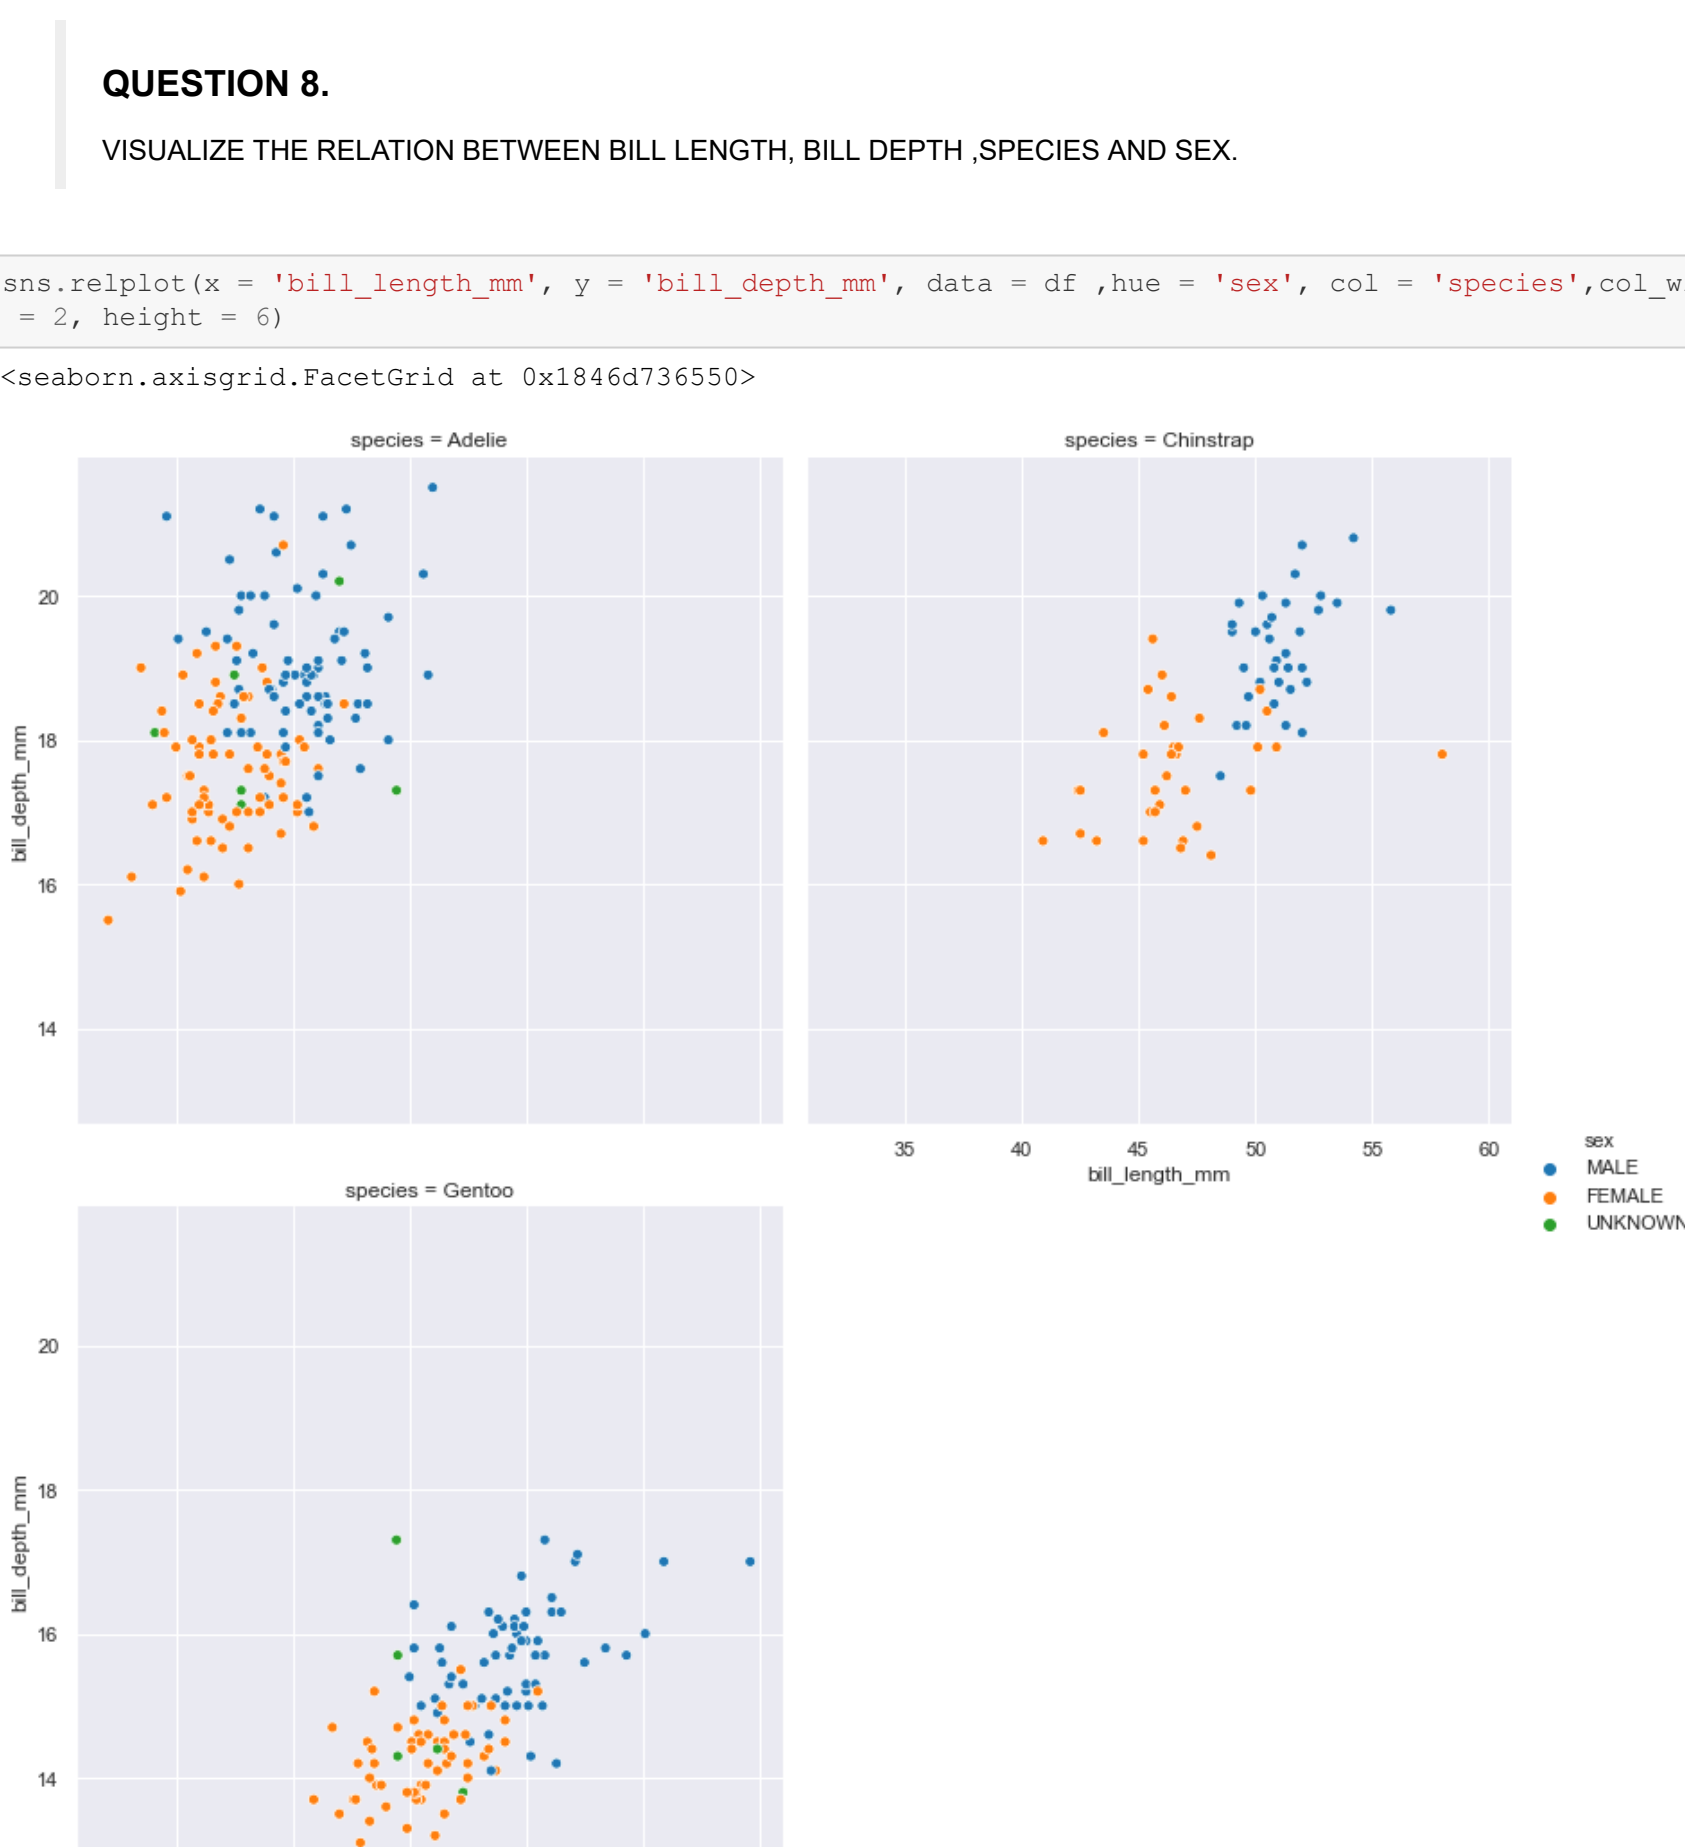 QUESTION 8.
VISUALIZE THE RELATION BETWEEN BILL LENGTH, BILL DEPTH ,SPECIES AND SEX.
sns.relplot(x = 'bill_length_mm', y = 'bill_depth_mm', data = df ,hue = 'sex', col = 'species',col_w
= 2, height = 6)
<seaborn.axisgrid.FacetGrid at 0x1846d736550>
species = Adelie
species = Chinstrap
20
18
16
14
bill_depth_mm
35 40 45 50 55 60
bill_length_mm
sex
MALE
FEMALE
UNKNOWN
species = Gentoo
20
18
16
14
bill_depth_mm